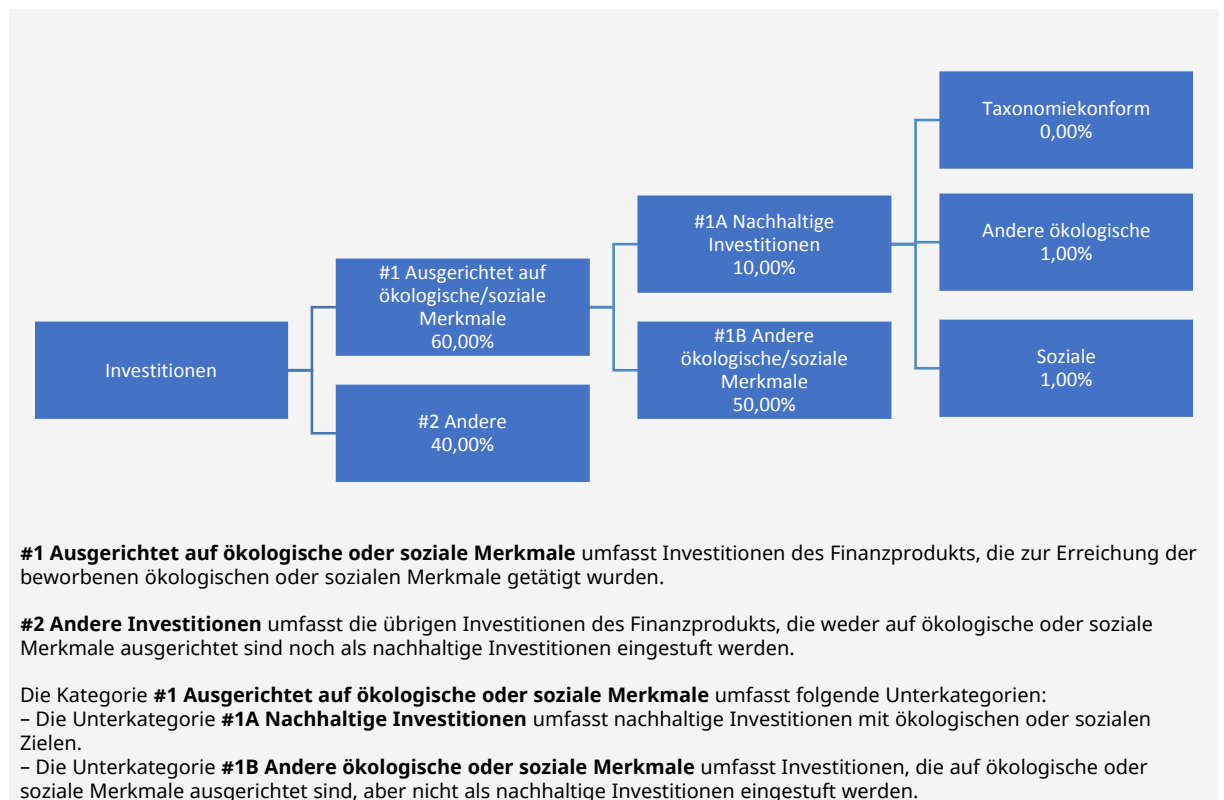 Investitionen
#1 Ausgerichtet auf
ökologische/soziale
Merkmale
60,00%
#2 Andere
40,00%
#1A Nachhaltige
Investitionen
10,00%
#1B Andere
ökologische/soziale
Merkmale
50,00%
Taxonomiekonform
0,00%
Andere ökologische
1,00%
Soziale
1,00%
#1 Ausgerichtet auf ökologische oder soziale Merkmale umfasst Investitionen des Finanzprodukts, die zur Erreichung der
beworbenen ökologischen oder sozialen Merkmale getätigt wurden.
#2 Andere Investitionen umfasst die übrigen Investitionen des Finanzprodukts, die weder auf ökologische oder soziale
Merkmale ausgerichtet sind noch als nachhaltige Investitionen eingestuft werden.
Die Kategorie #1 Ausgerichtet auf ökologische oder soziale Merkmale umfasst folgende Unterkategorien:
– Die Unterkategorie #1A Nachhaltige Investitionen umfasst nachhaltige Investitionen mit ökologischen oder sozialen
Zielen.
– Die Unterkategorie #1B Andere ökologische oder soziale Merkmale umfasst Investitionen, die auf ökologische oder
soziale Merkmale ausgerichtet sind, aber nicht als nachhaltige Investitionen eingestuft werden.